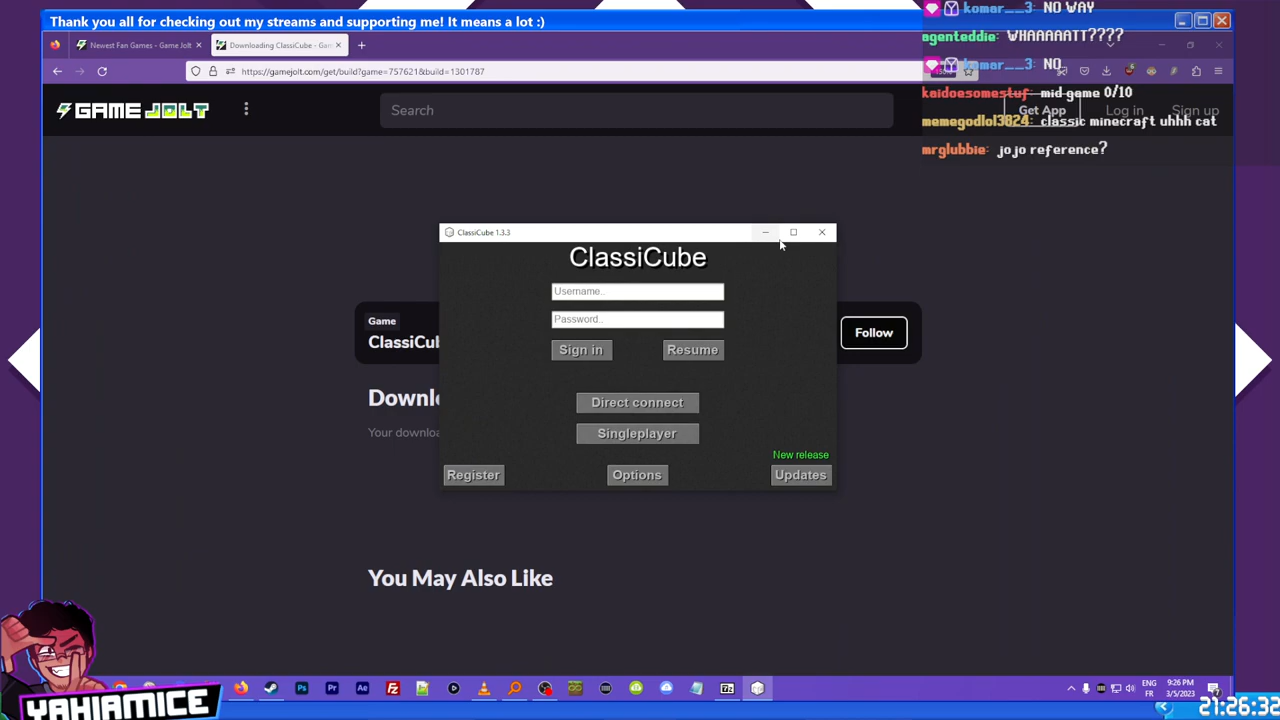 Thank you all for checking out my streams and supporting me! It means a lot :)
komar__3: NO WAY
agenteddie: WHAAAAATT????
komar__3: NO
kaidoesomestuf: mid game 0/10
memegodlol3824: classic minecraft uhhh cat
mrglubbie: jojo reference?
Newest Fan Games - Game Jolt
Downloading ClassiCube - Gam
https://gamejolt.com/get/build?game=757621&build=1301787
GAME JOLT
Search
Get App
Log in
Sign up
ClassiCube 1.3.3
ClassiCube
Username..
Password..
Sign in
Resume
Direct connect
Singleplayer
New release
Register
Options
Updates
Game
ClassiCu
Follow
Downl
Your downloa
You May Also Like
ENG
FR
9:26 PM
3/5/2023
21:26:32
YAHIAMICE